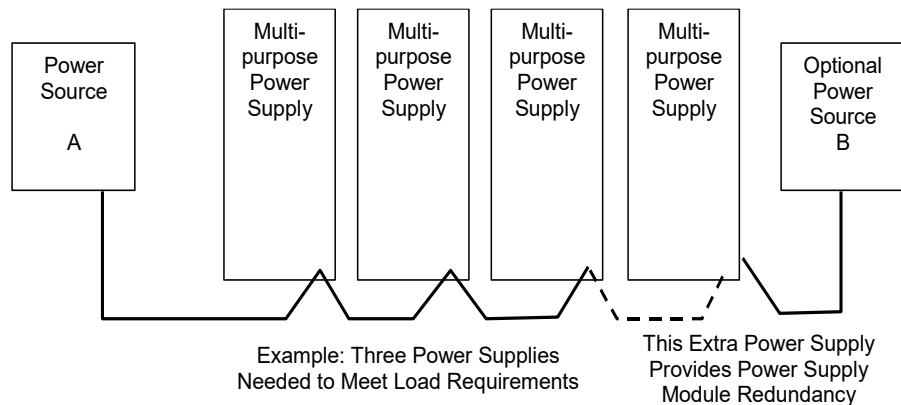 Power
Source
A
Multi-
purpose
Power
Supply
Multi-
purpose
Power
Supply
Multi-
purpose
Power
Supply
Multi-
purpose
Power
Supply
Optional
Power
Source
B
Example: Three Power Supplies
Needed to Meet Load Requirements
This Extra Power Supply
Provides Power Supply
Module Redundancy